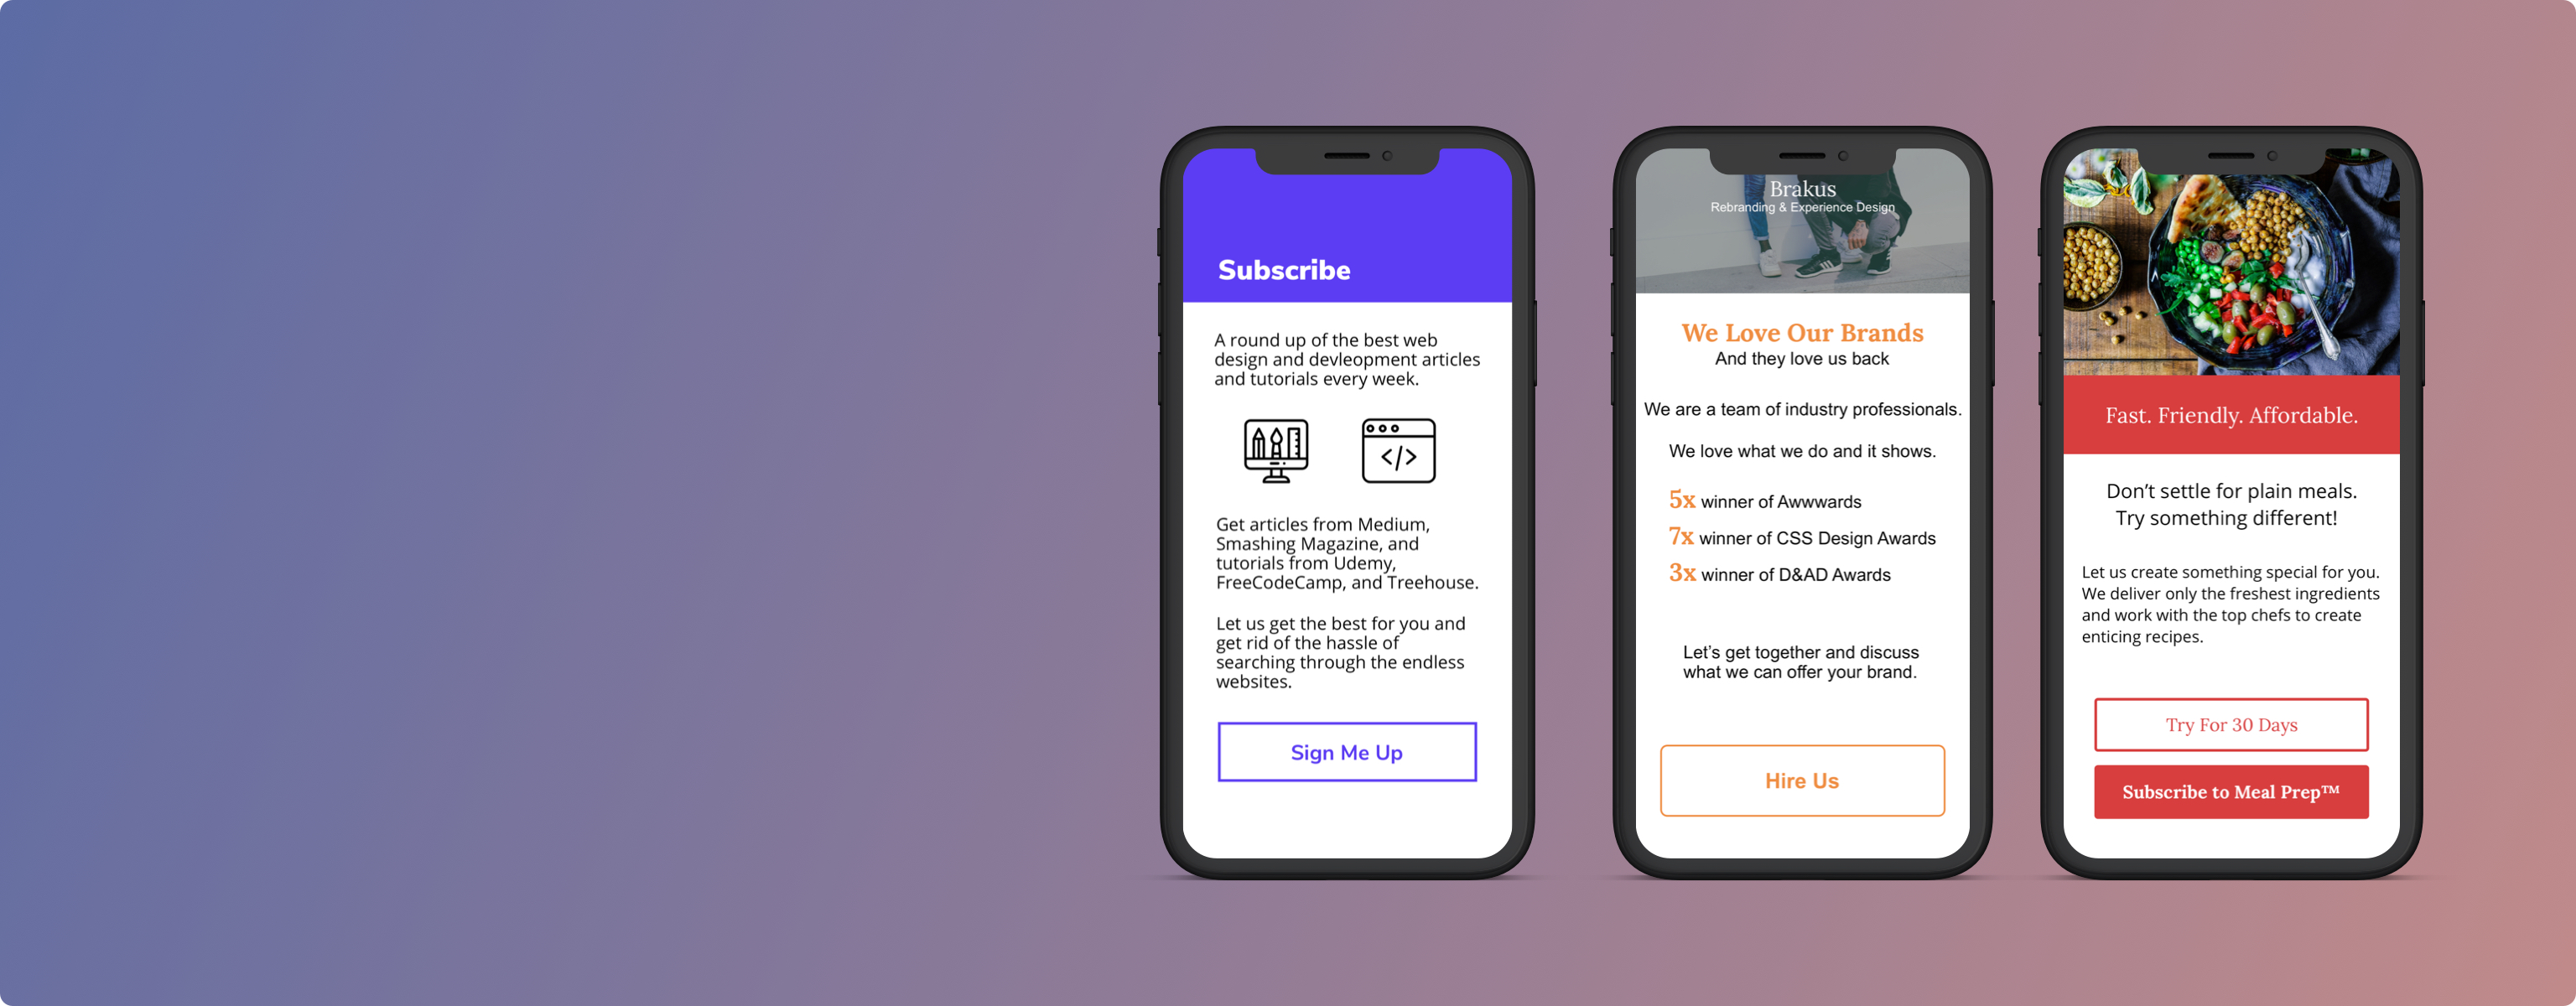 Subscribe
A round up of the best web
design and devleopment articles
and tutorials every week.
</>
Get articles from Medium,
Smashing Magazine, and
tutorials from Udemy,
FreeCodeCamp, and Treehouse.
Let us get the best for you and
get rid of the hassle of
searching through the endless
websites.
Sign Me Up
Brakus
Rebranding & Experience Design
We Love Our Brands
And they love us back
We are a team of industry professionals.
We love what we do and it shows.
5x winner of Awwwards
7x winner of CSS Design Awards
3x winner of D&AD Awards
Let's get together and discuss
what we can offer your brand.
Hire Us
Fast. Friendly. Affordable.
Don't settle for plain meals.
Try something different!
Let us create something special for you.
We deliver only the freshest ingredients
and work with the top chefs to create
enticing recipes.
Try For 30 Days
Subscribe to Meal Prep™